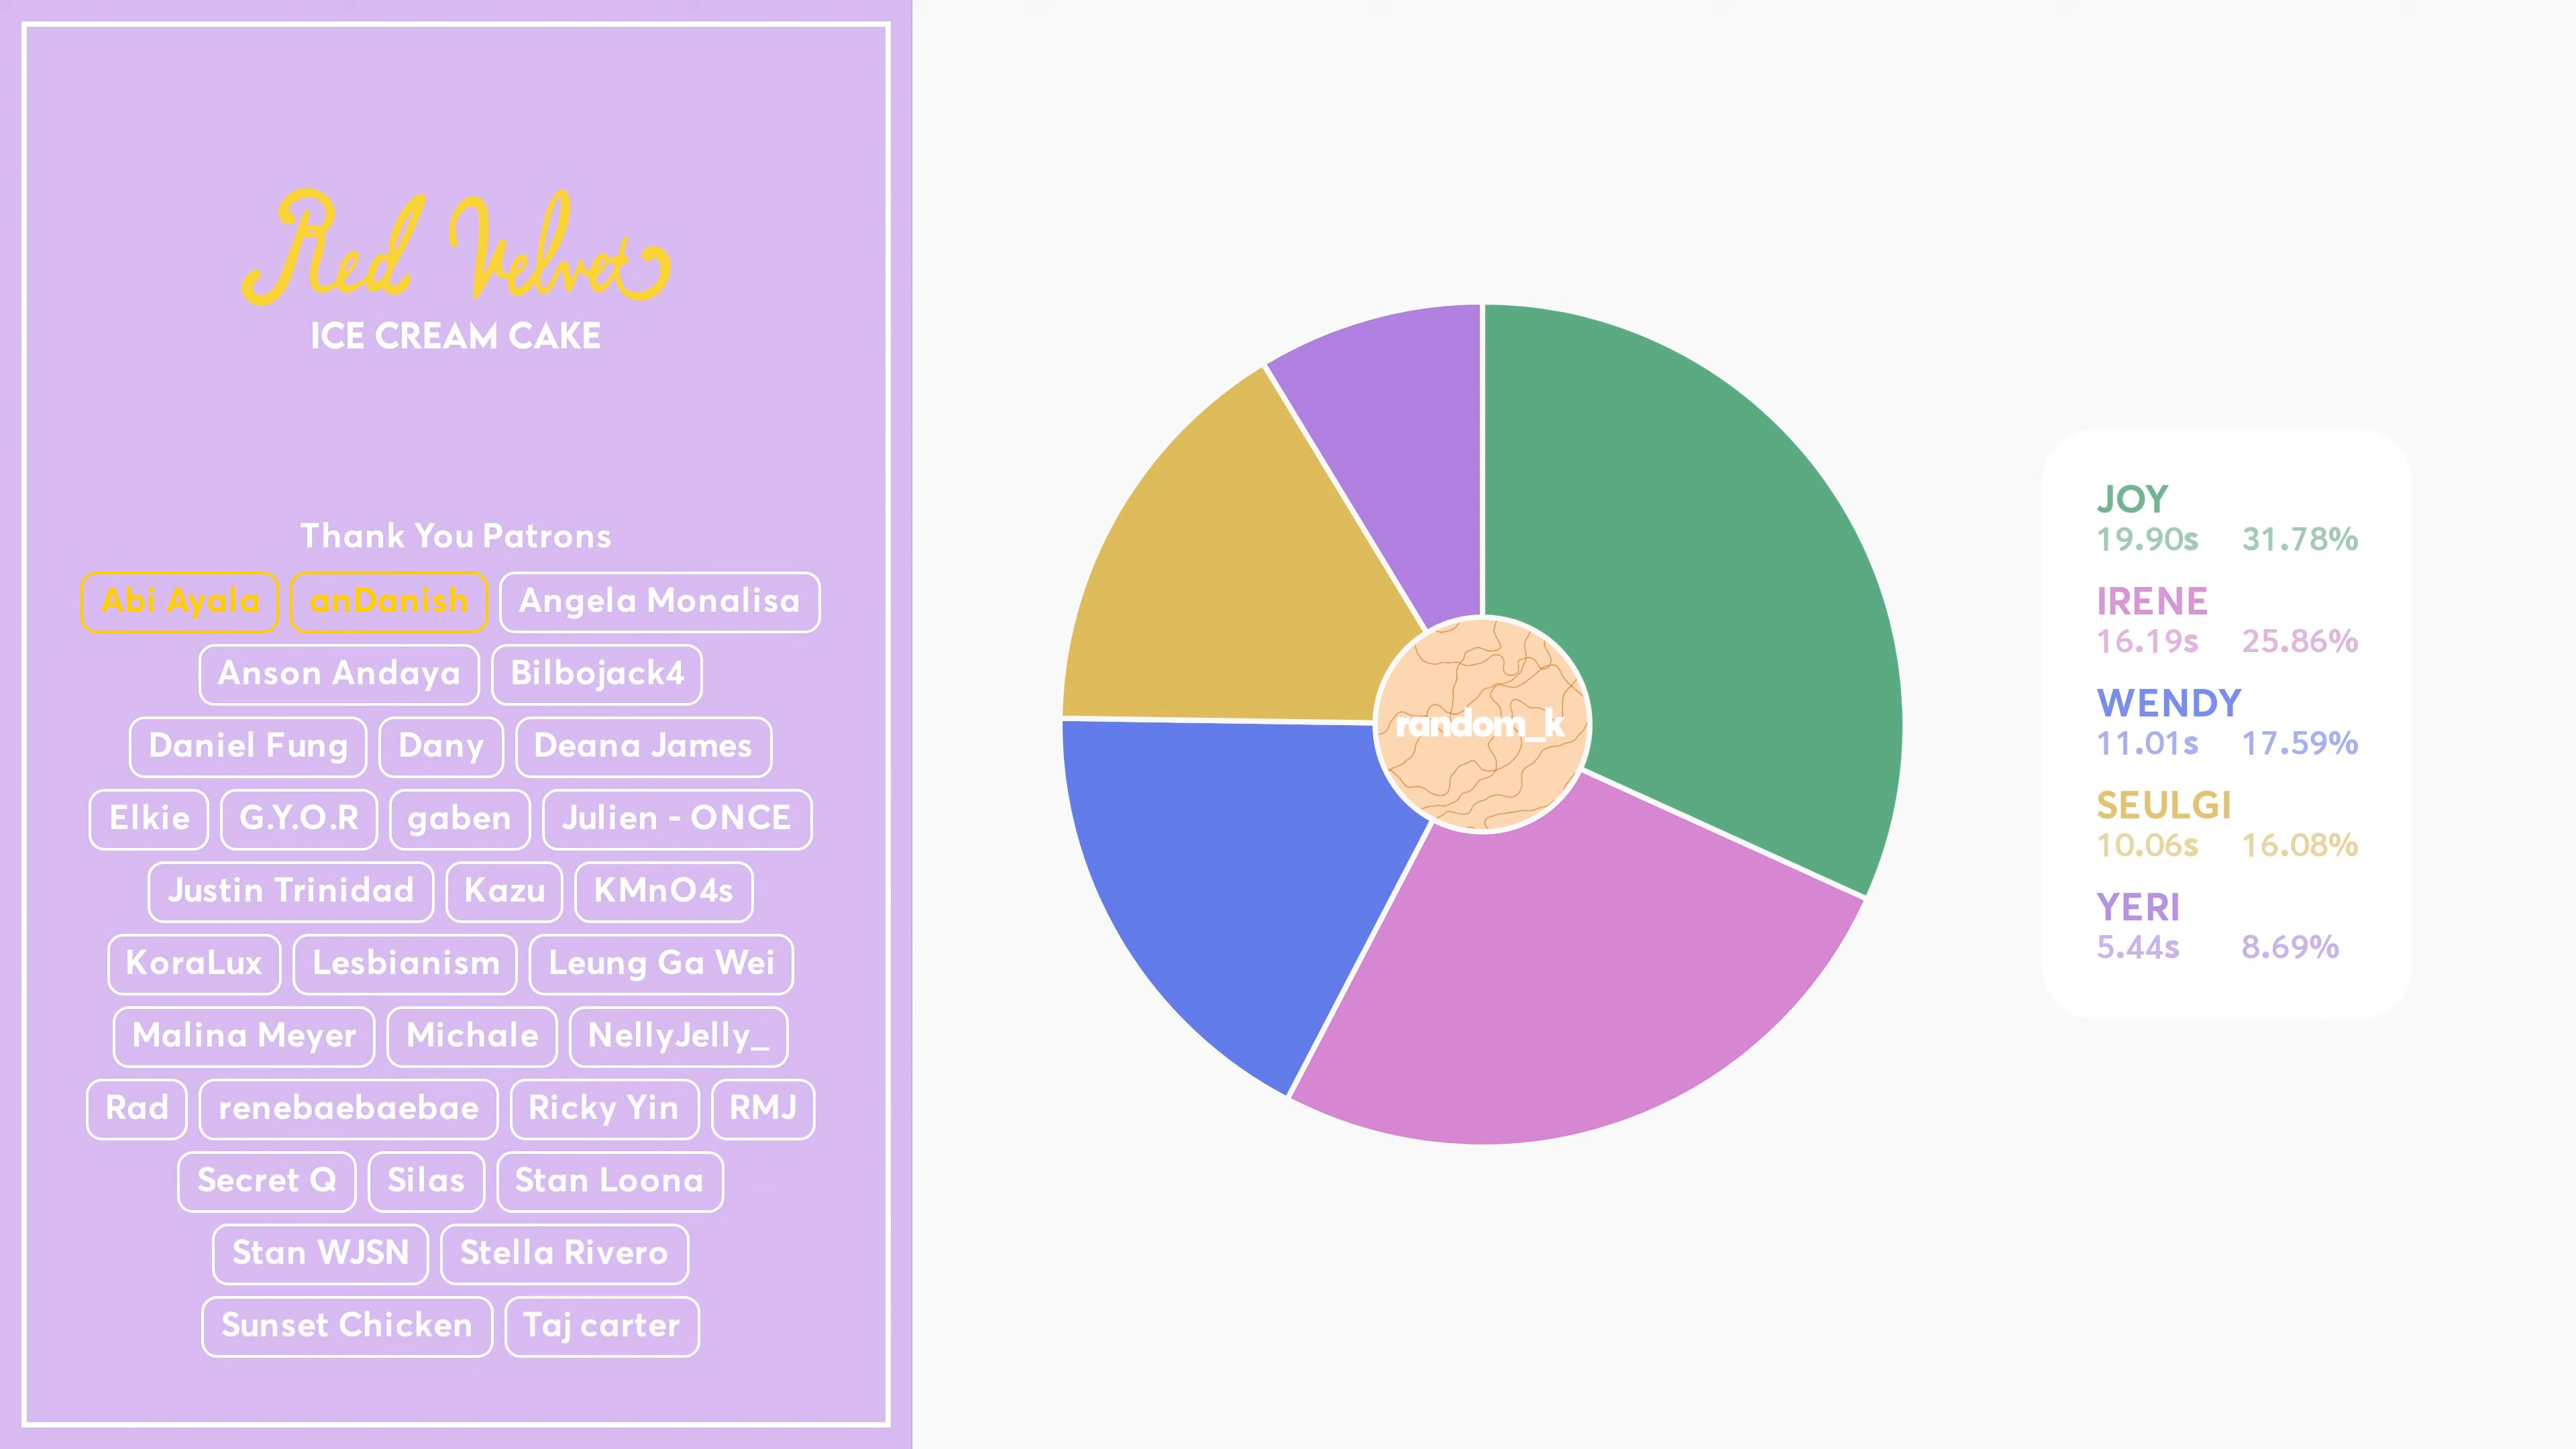 Red Velvet
ICE CREAM CAKE
Thank You Patrons
Abi Ayala anDanish Angela Monalisa
Anson Andaya Bilbojack4
Daniel Fung Dany Deana James
Elkie G.Y.O.R gaben Julien - ONCE
Justin Trinidad Kazu KMnO4s
KoraLux Lesbianism Leung Ga Wei
Malina Meyer Michale NellyJelly_
Rad renebaebaebae Ricky Yin RMJ
Secret Q Silas Stan Loona
Stan WJSN Stella Rivero
Sunset Chicken Taj carter
random_k
JOY
19.90s 31.78%
IRENE
16.19s 25.86%
WENDY
11.01s 17.59%
SEULGI
10.06s 16.08%
YERI
5.44s 8.69%